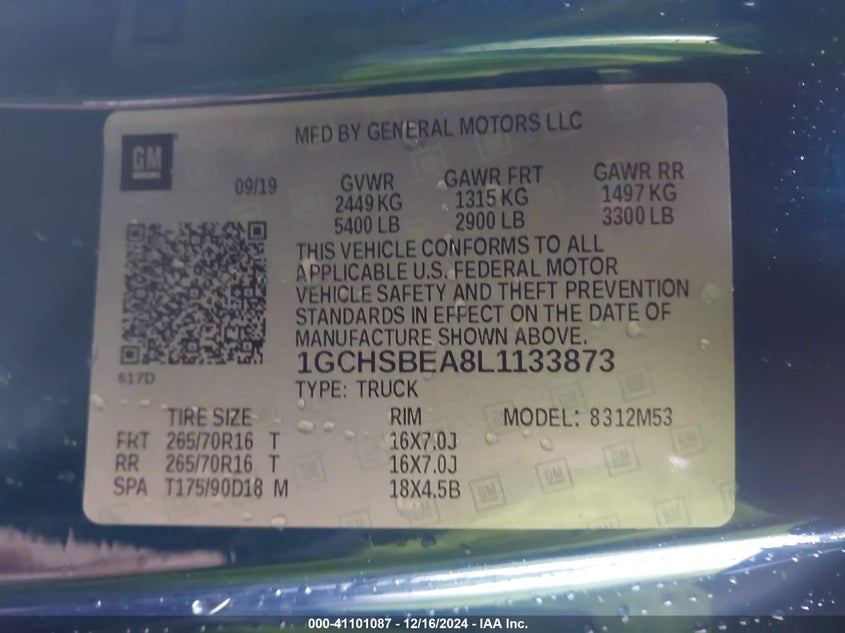 GM
MFD BY GENERAL MOTORS LLC
09/19 GVWR GAWR FRT GAWR RR
2449 KG 1315 KG 1497 KG
5400 LB 2900 LB 3300 LB
THIS VEHICLE CONFORMS TO ALL
APPLICABLE U.S. FEDERAL MOTOR
VEHICLE SAFETY AND THEFT PREVENTION
STANDARDS IN EFFECT ON THE DATE OF
MANUFACTURE SHOWN ABOVE.
1GCHSBEA8L1133873
617D
TYPE: TRUCK
TIRE SIZE RIM MODEL: 8312M53
FRT 265/70R16 T 16X7.0J
RR 265/70R16 T 16X7.0J
SPA T175/90D18 M 18X4.5B
000-41101087 - 12/16/2024 - IAA Inc.